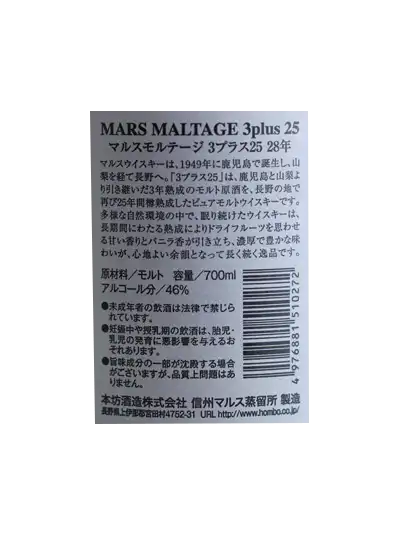 MARS MALTAGE 3plus 25
マルスモルテージ 3プラス25 28年
マルスウイスキーは、1949年に鹿児島で誕生し、山
梨を経て長野へ。「3プラス25」は、鹿児島と山梨よ
り引き継いだ3年熟成のモルト原酒を、長野の地で
再び25年間樽熟成したピュアモルトウイスキーです。
多様な自然環境の中で、眠り続けたウイスキーは、
長期間にわたる熟成によりドライフルーツを思わせ
る甘い香りとバニラ香が引き立ち、濃厚で豊かな味
わいが、心地よい余韻となって長く続く逸品です。
原材料／モルト 容量／700ml
アルコール分／46%
●未成年者の飲酒は法律で禁じら
れています。
●妊娠中や授乳期の飲酒は、胎児・
乳児の発育に悪影響を与えるお
それあります。
●旨味成分の一部が沈殿する場合
がございますが、品質上問題はあ
りません。
4 976881 510272
本坊酒造株式会社 信州マルス蒸留所 製造
長野県上伊那郡宮田村4752-31 URL http://www.hombo.co.jp